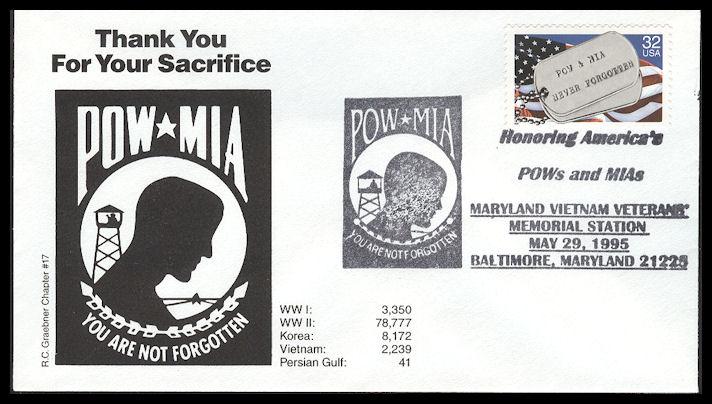 Thank You
For Your Sacrifice
POW★MIA
YOU ARE NOT FORGOTTEN
R.C. Graebner Chapter #17
WW I: 3,350
WW II: 78,777
Korea: 8,172
Vietnam: 2,239
Persian Gulf: 41
POW★MIA
YOU ARE NOT FORGOTTEN
32
USA
POW & MIA
NEVER FORGOTTEN
Honoring America's
POWs and MIAs
MARYLAND VIETNAM VETERANS'
MEMORIAL STATION
MAY 29, 1995
BALTIMORE, MARYLAND 21225